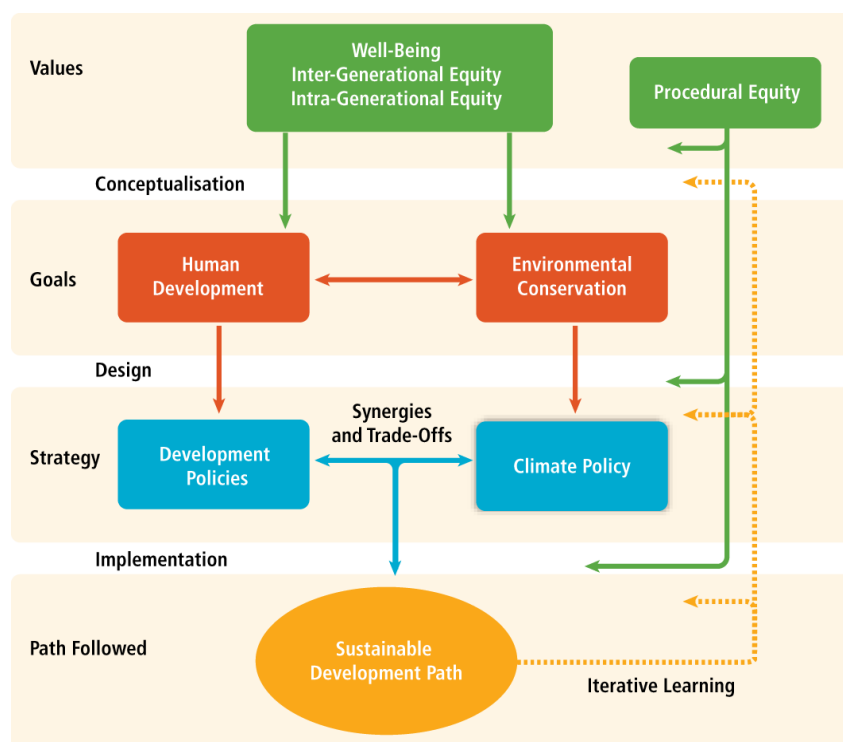 Values
Well-Being
Inter-Generational Equity
Intra-Generational Equity
Procedural Equity
Conceptualisation
Goals
Human
Development
Environmental
Conservation
Design
Strategy
Development
Policies
Synergies
and Trade-Offs
Climate Policy
Implementation
Path Followed
Sustainable
Development Path
Iterative Learning